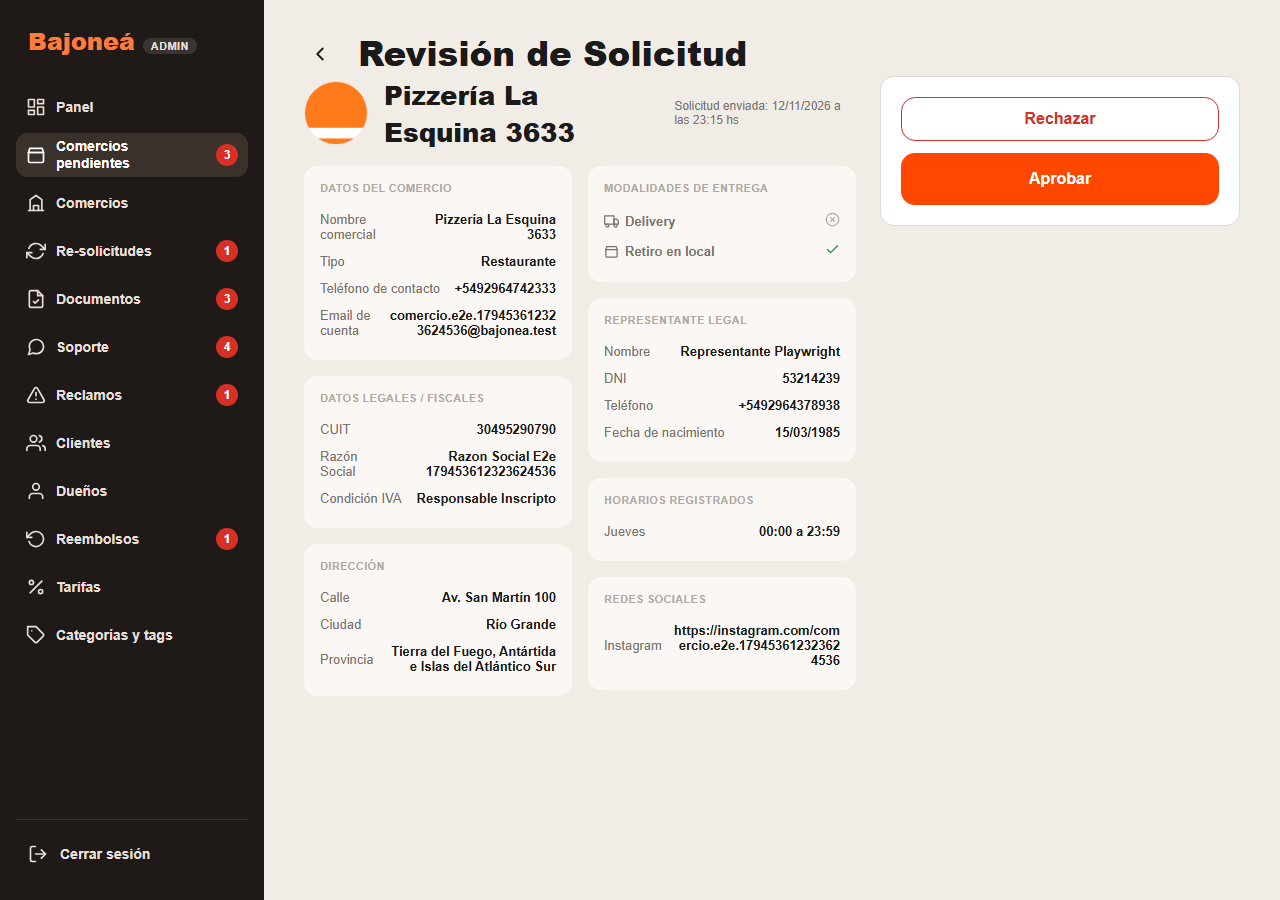 Bajoneá ADMIN
Panel
Comercios
pendientes
3
Comercios
Re-solicitudes 1
Documentos 3
Soporte 4
Reclamos 1
Clientes
Dueños
Reembolsos 1
Tarifas
Categorías y tags
Cerrar sesión
Revisión de Solicitud
Pizzería La
Esquina 3633
Solicitud enviada: 12/11/2026 a
las 23:15 hs
DATOS DEL COMERCIO
Nombre
comercial
Pizzería La Esquina
3633
Tipo Restaurante
Teléfono de contacto +5492964742333
Email de
cuenta
comercio.e2e.17945361232
3624536@bajonea.test
DATOS LEGALES / FISCALES
CUIT 30495290790
Razón
Social
Razon Social E2e
179453612323624536
Condición IVA Responsable Inscripto
DIRECCIÓN
Calle Av. San Martín 100
Ciudad Río Grande
Provincia
Tierra del Fuego, Antártida
e Islas del Atlántico Sur
MODALIDADES DE ENTREGA
Delivery
Retiro en local
REPRESENTANTE LEGAL
Nombre Representante Playwright
DNI 53214239
Teléfono +5492964378938
Fecha de nacimiento 15/03/1985
HORARIOS REGISTRADOS
Jueves 00:00 a 23:59
REDES SOCIALES
Instagram
https://instagram.com/com
ercio.e2e.17945361232362
4536
Rechazar
Aprobar